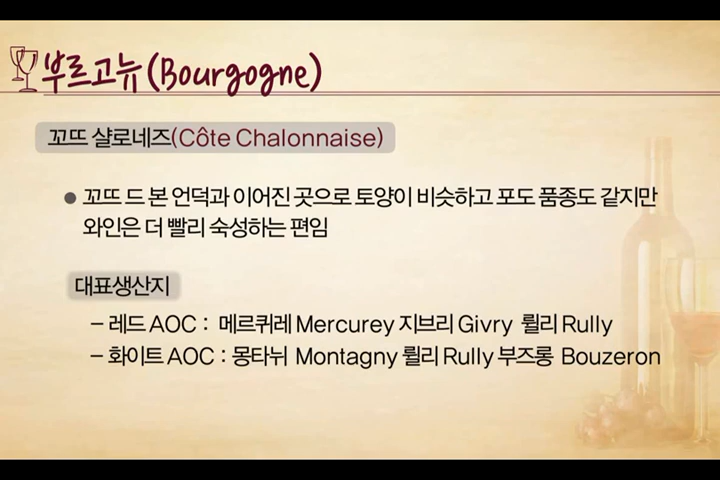 부르고뉴(Bourgogne)
꼬뜨 샬로네즈(Côte Chalonnaise)
● 꼬뜨 드 본 언덕과 이어진 곳으로 토양이 비슷하고 포도 품종도 같지만
와인은 더 빨리 숙성하는 편임
대표생산지
– 레드 AOC : 메르퀴레 Mercurey 지브리 Givry 뤌리 Rully
– 화이트 AOC : 몽타뉘 Montagny 뤌리 Rully 부즈롱 Bouzeron